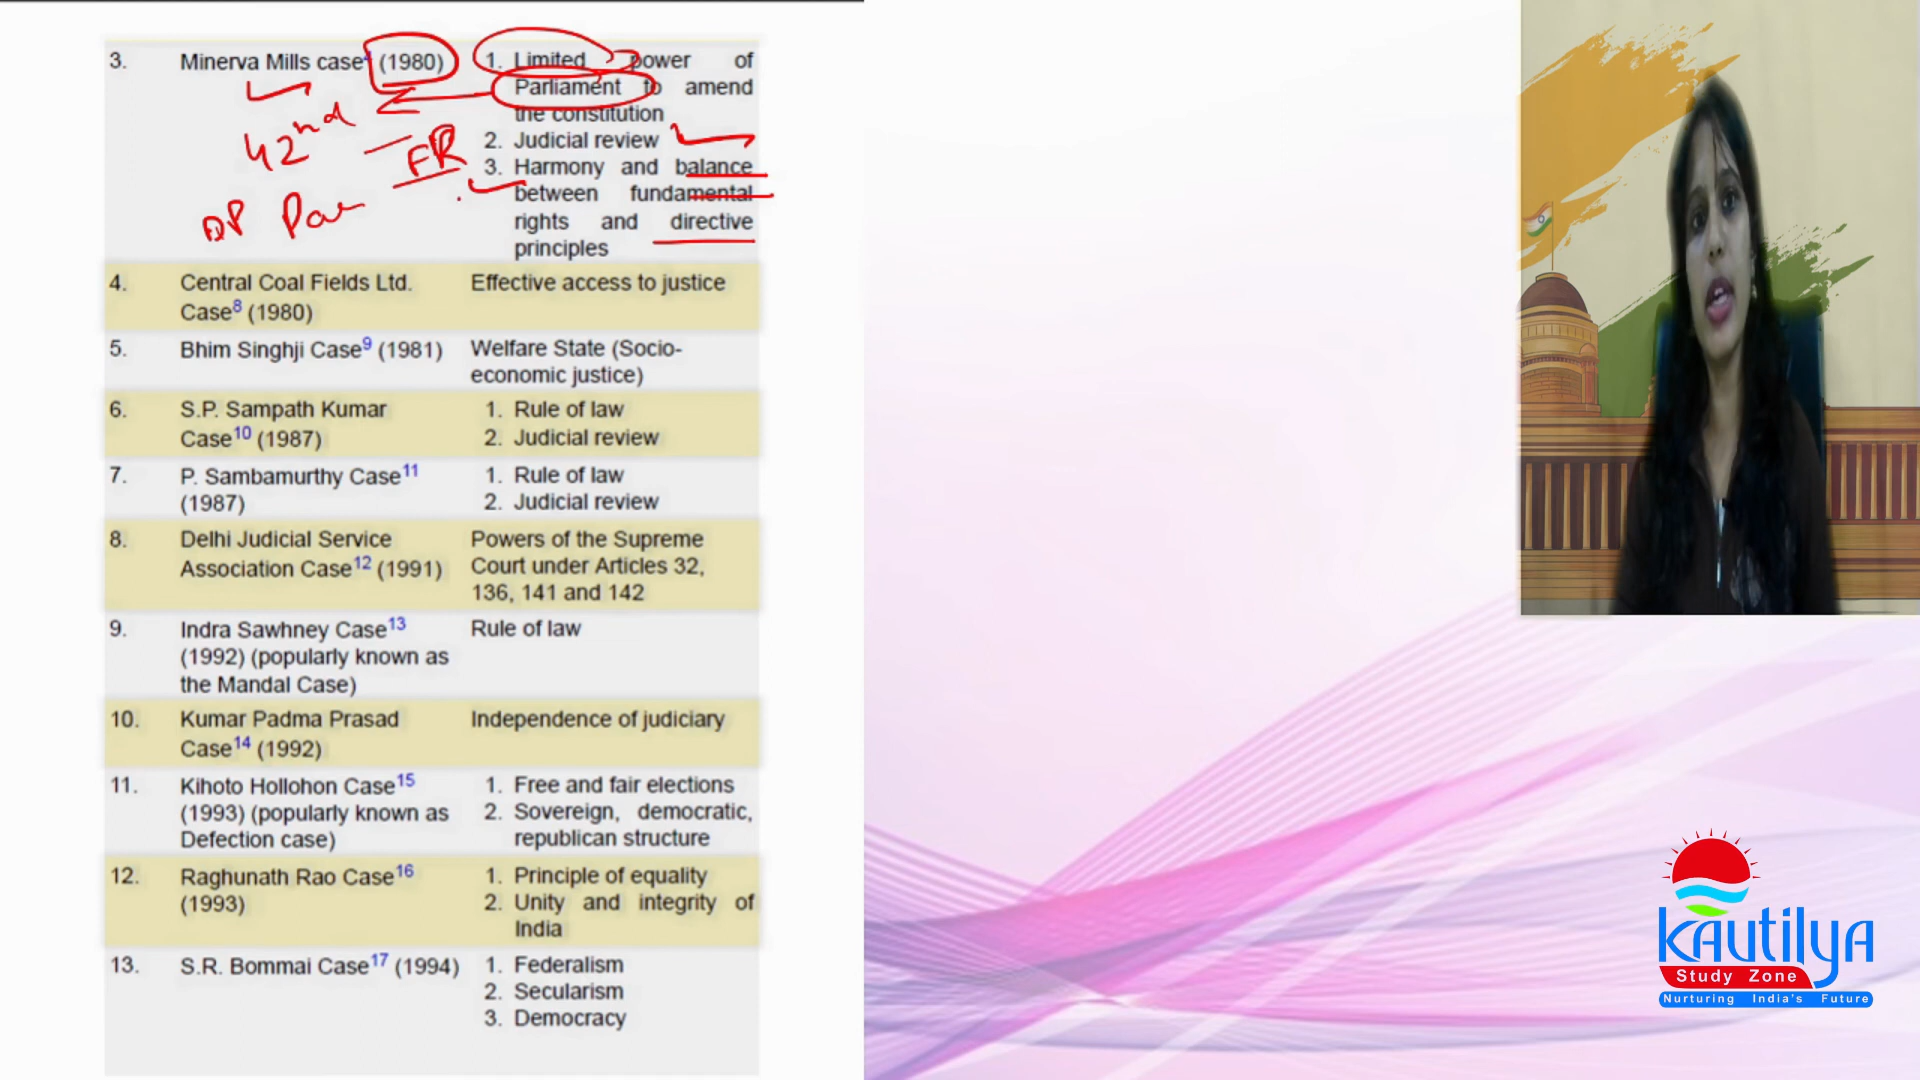 3. Minerva Mills case4 (1980) 1. Limited power of
Parliament to amend
the constitution
2. Judicial review
3. Harmony and balance
between fundamental
rights and directive
principles
42nd
FR
DP Par
4. Central Coal Fields Ltd. Effective access to justice
Case8 (1980)
5. Bhim Singhji Case9 (1981) Welfare State (Socio-
economic justice)
6. S.P. Sampath Kumar 1. Rule of law
Case10 (1987) 2. Judicial review
7. P. Sambamurthy Case11 1. Rule of law
(1987) 2. Judicial review
8. Delhi Judicial Service Powers of the Supreme
Association Case12 (1991) Court under Articles 32,
136, 141 and 142
9. Indra Sawhney Case13 Rule of law
(1992) (popularly known as
the Mandal Case)
10. Kumar Padma Prasad Independence of judiciary
Case14 (1992)
11. Kihoto Hollohon Case15 1. Free and fair elections
(1993) (popularly known as 2. Sovereign, democratic,
Defection case) republican structure
12. Raghunath Rao Case16 1. Principle of equality
(1993) 2. Unity and integrity of
India
13. S.R. Bommai Case17 (1994) 1. Federalism
2. Secularism
3. Democracy
Kautilya
Study Zone
Nurturing India's Future